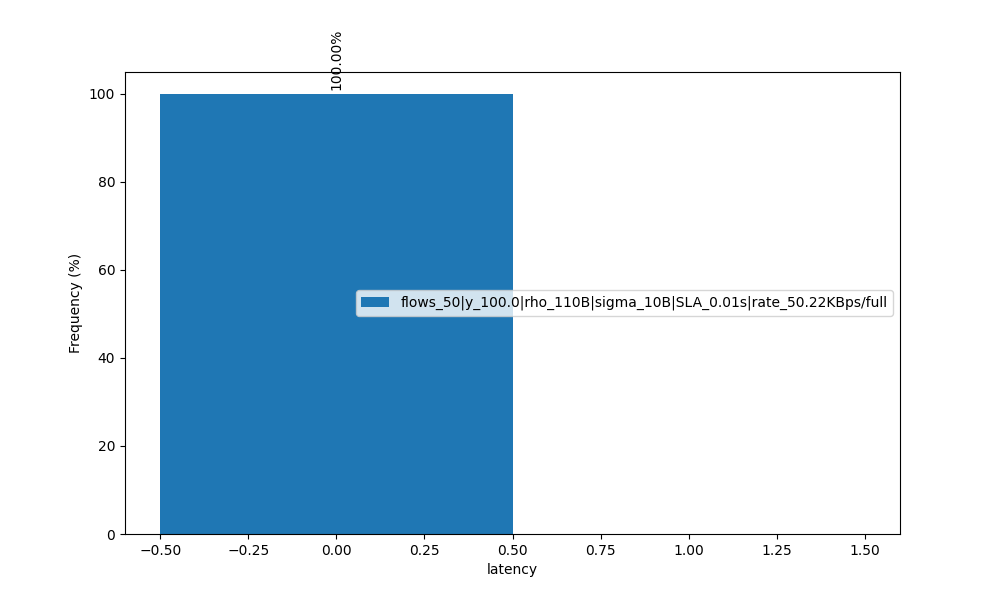 100.00%
100
80
60
40
20
0
Frequency (%)
flows_50|y_100.0|rho_110B|sigma_10B|SLA_0.01s|rate_50.22KBps/full
−0.50 −0.25 0.00 0.25 0.50 0.75 1.00 1.25 1.50
latency